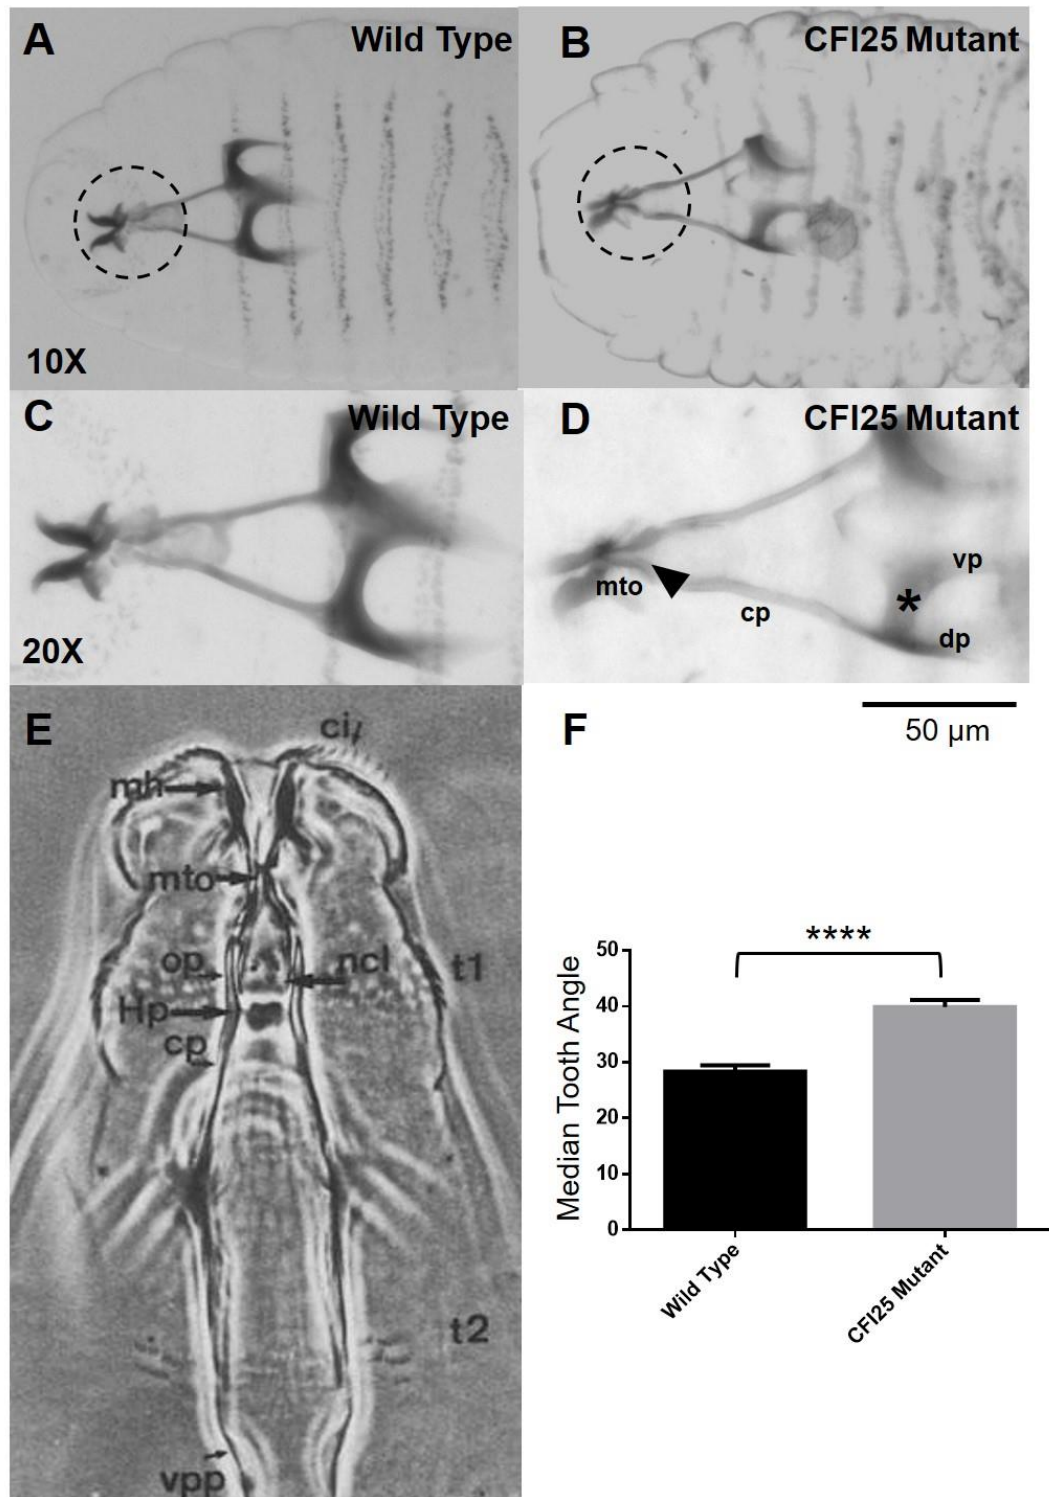 A
Wild Type
10X
B
CFI25 Mutant
C
Wild Type
20X
D
CFI25 Mutant
mto
cp
vp
*
dp
50 µm
E
ci
mh
mto
op
ncl
t1
Hp
cp
t2
vpp
F
****
Median Tooth Angle
50
40
30
20
10
0
Wild Type
CFI25 Mutant